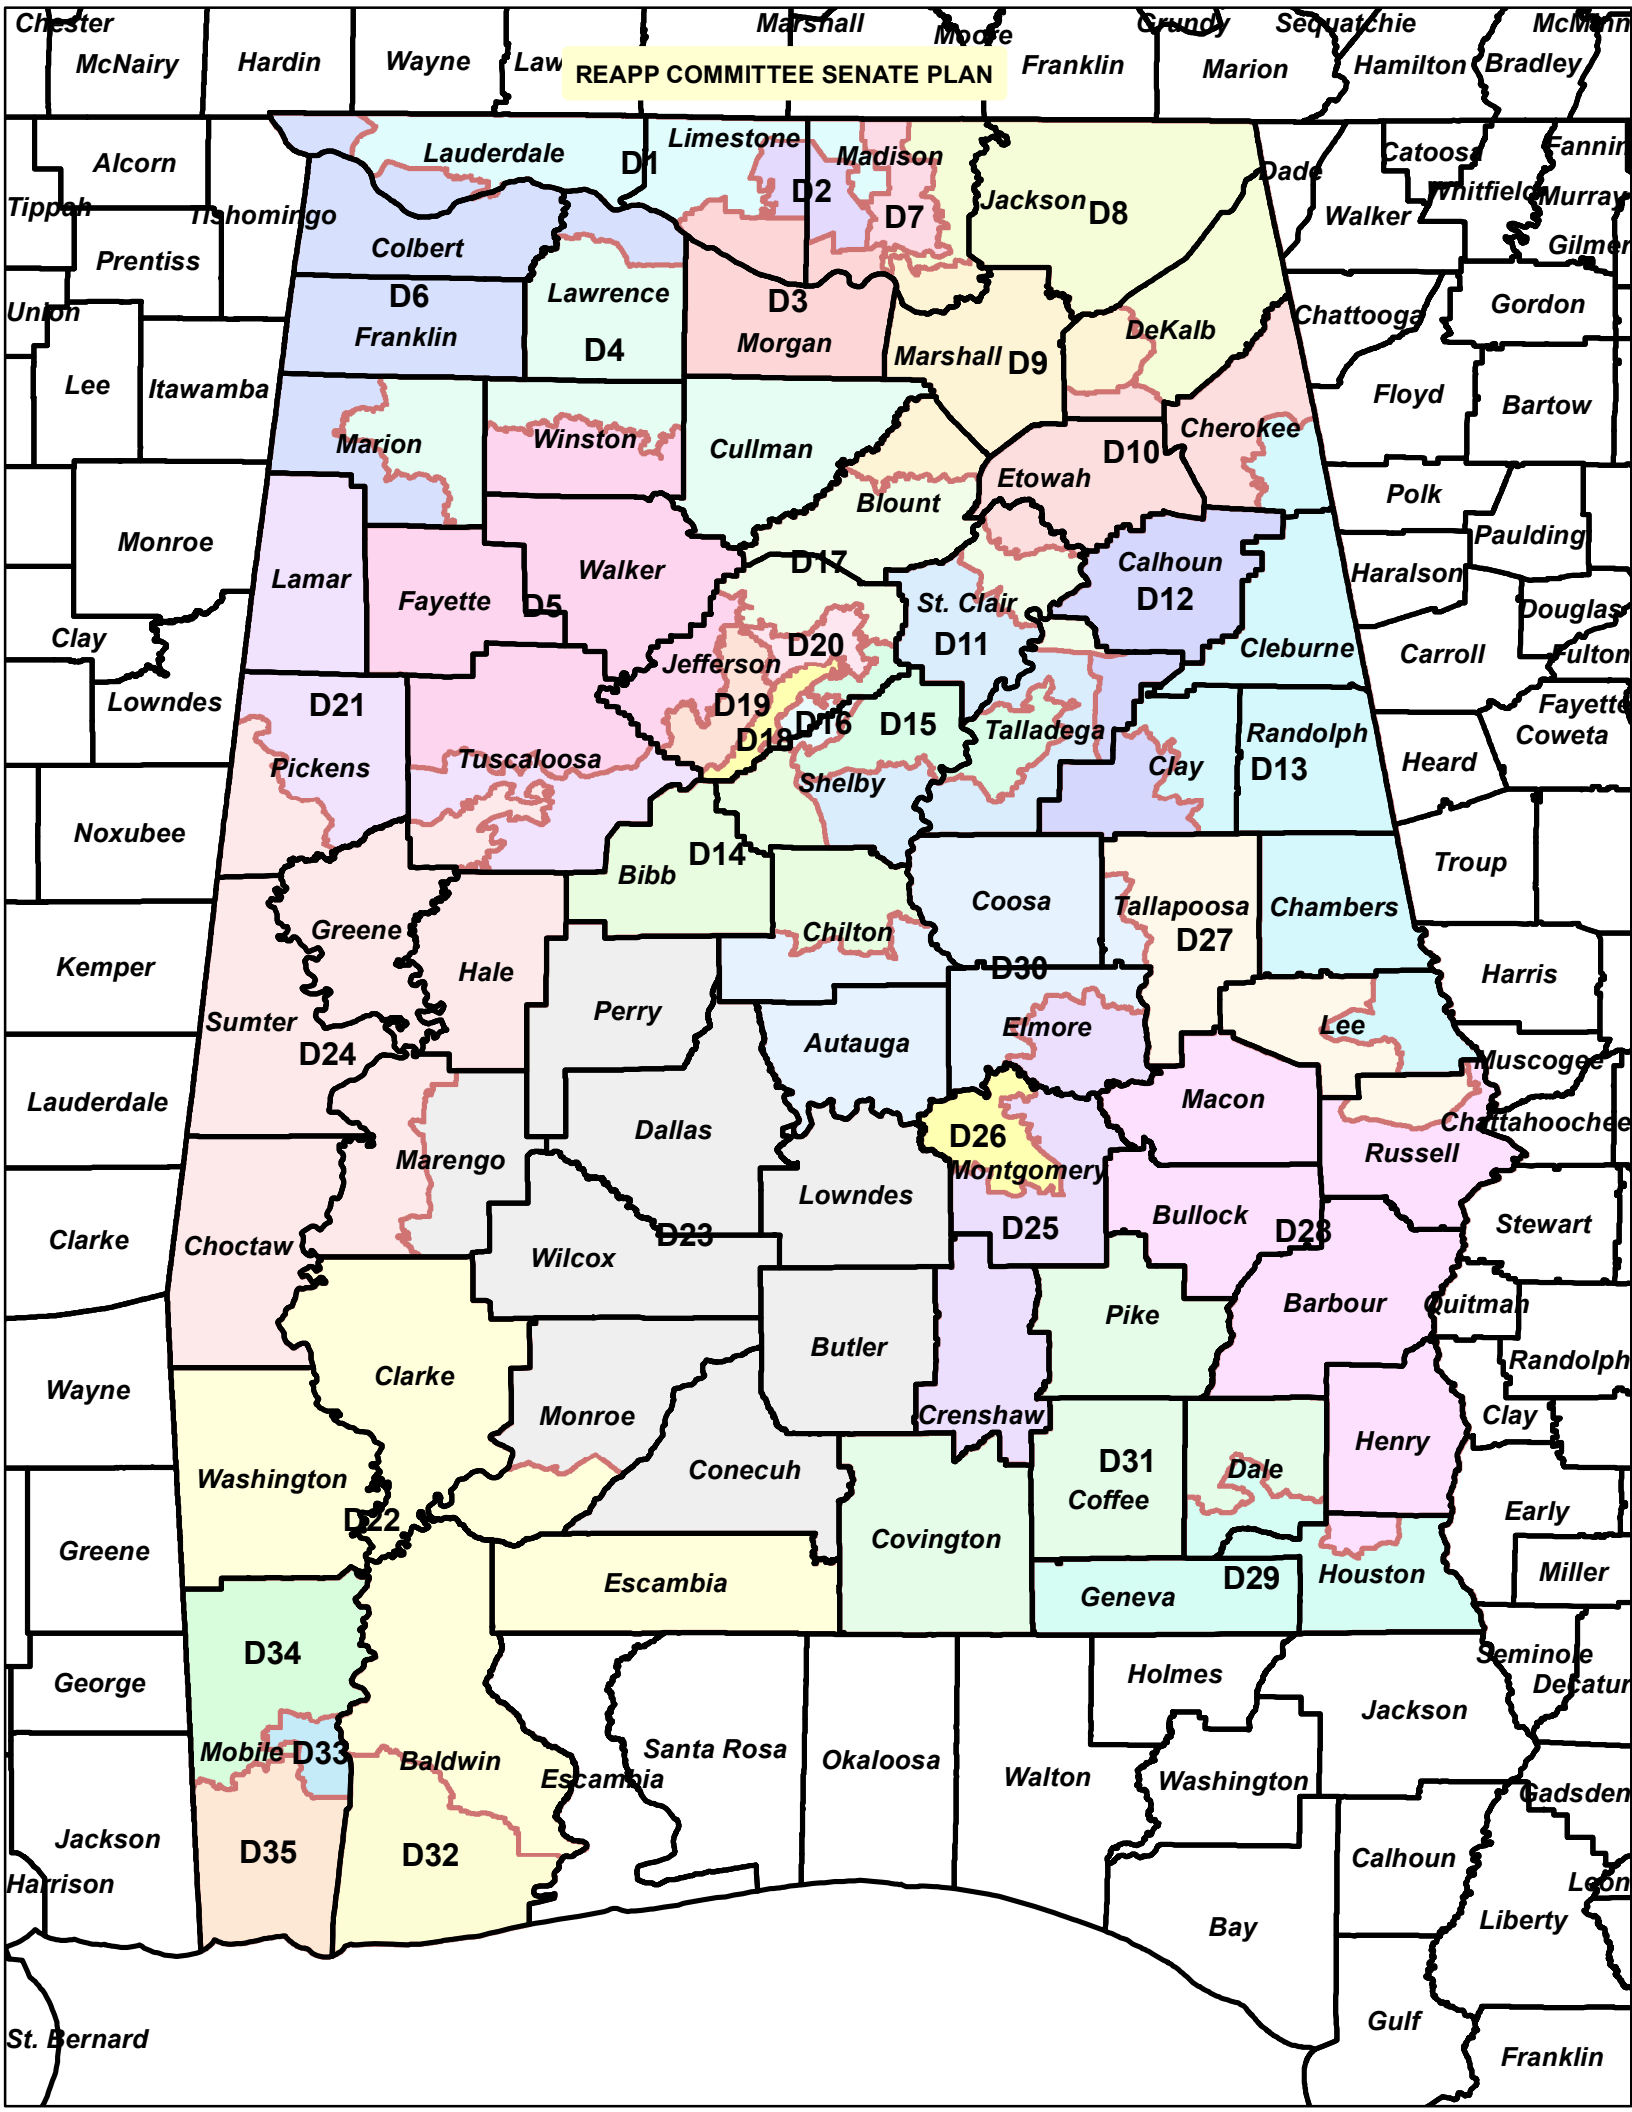 Chester
Marshall
Moore
Grundy
Sequatchie
McMinn
McNairy
Hardin
Wayne
Law
REAPP COMMITTEE SENATE PLAN
Franklin
Marion
Hamilton
Bradley
Alcorn
Lauderdale
D1
Limestone
Madison
Dade
Catoosa
Fannin
Tippah
Tishomingo
D2
D7
Jackson
D8
Walker
Whitfield
Murray
Prentiss
Colbert
Gilmer
Union
D6
Franklin
Lawrence
D3
Morgan
Chattooga
Gordon
Lee
Itawamba
D4
Marshall
D9
DeKalb
Floyd
Bartow
Marion
Winston
Cullman
D10
Cherokee
Etowah
Polk
Monroe
Blount
Paulding
Lamar
Walker
D17
Calhoun
Haralson
Clay
Fayette
D5
St. Clair
D12
Douglas
D11
Cleburne
Carroll
Fulton
Jefferson
D20
Lowndes
D21
D19
D16
D15
Fayette
D18
Talladega
Randolph
Coweta
Pickens
Tuscaloosa
Shelby
Clay
D13
Heard
Noxubee
D14
Bibb
Troup
Greene
Chilton
Coosa
Tallapoosa
D27
Chambers
Kemper
Hale
D30
Harris
Sumter
Perry
Elmore
Lee
D24
Autauga
Muscogee
Lauderdale
Dallas
Macon
Chattahoochee
Marengo
D26
Montgomery
Russell
Lowndes
Clarke
Choctaw
Wilcox
D23
D25
Bullock
D28
Stewart
Butler
Pike
Barbour
Quitman
Wayne
Clarke
Randolph
Monroe
Crenshaw
Clay
Washington
Conecuh
D31
Dale
Henry
Coffee
D22
Early
Greene
Covington
Escambia
Geneva
D29
Houston
Miller
D34
George
Holmes
Seminole
Decatur
Jackson
Mobile
D33
Baldwin
Santa Rosa
Okaloosa
Escambia
Walton
Washington
Gadsden
Jackson
D35
D32
Calhoun
Harrison
Leon
Bay
Liberty
Gulf
St. Bernard
Franklin